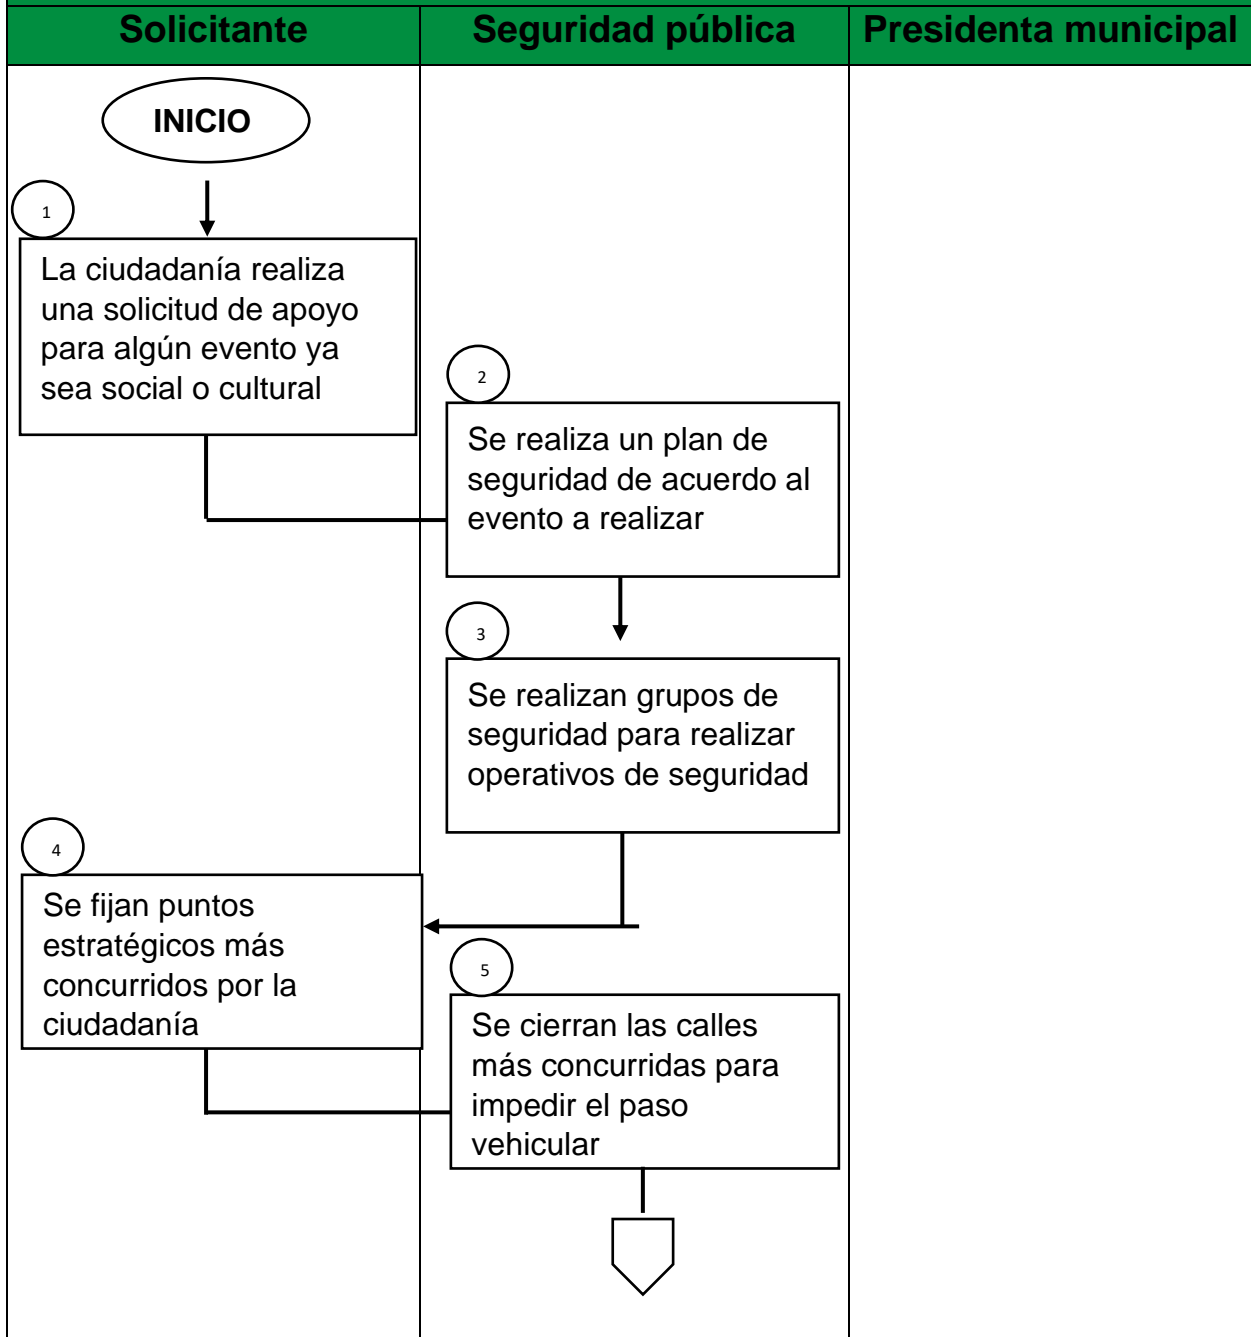 Solicitante
Seguridad pública
Presidenta municipal
INICIO
1
La ciudadanía realiza
una solicitud de apoyo
para algún evento ya
sea social o cultural
2
Se realiza un plan de
seguridad de acuerdo al
evento a realizar
3
Se realizan grupos de
seguridad para realizar
operativos de seguridad
4
Se fijan puntos
estratégicos más
concurridos por la
ciudadanía
5
Se cierran las calles
más concurridas para
impedir el paso
vehicular